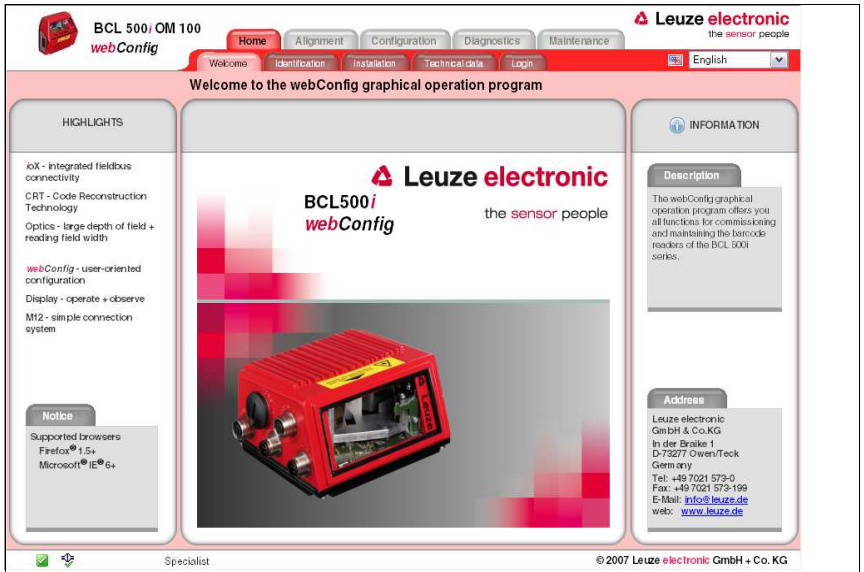 BCL 500i OM 100
webConfig
Home
Alignment
Configuration
Diagnostics
Maintenance
Leuze electronic
the sensor people
Welcome
Identification
Installation
Technical data
Login
English
Welcome to the webConfig graphical operation program
HIGHLIGHTS
ioX - integrated fieldbus
connectivity
CRT - Code Reconstruction
Technology
Optics - large depth of field +
reading field width
webConfig - user-oriented
configuration
Display - operate + observe
M12 - simple connection
system
Notice
Supported browsers
Firefox® 1.5+
Microsoft® IE® 6+
Leuze electronic
BCL500i
the sensor people
webConfig
Leuze
INFORMATION
Description
The webConfig graphical
operation program offers you
all functions for commissioning
and maintaining the barcode
readers of the BCL 500i
series.
Address
Leuze electronic
GmbH & Co.KG
In der Braike 1
D-73277 Owen/Teck
Germany
Tel: +49 7021 573-0
Fax: +49 7021 573-199
E-Mail: info@leuze.de
web: www.leuze.de
Specialist
© 2007 Leuze electronic GmbH + Co. KG